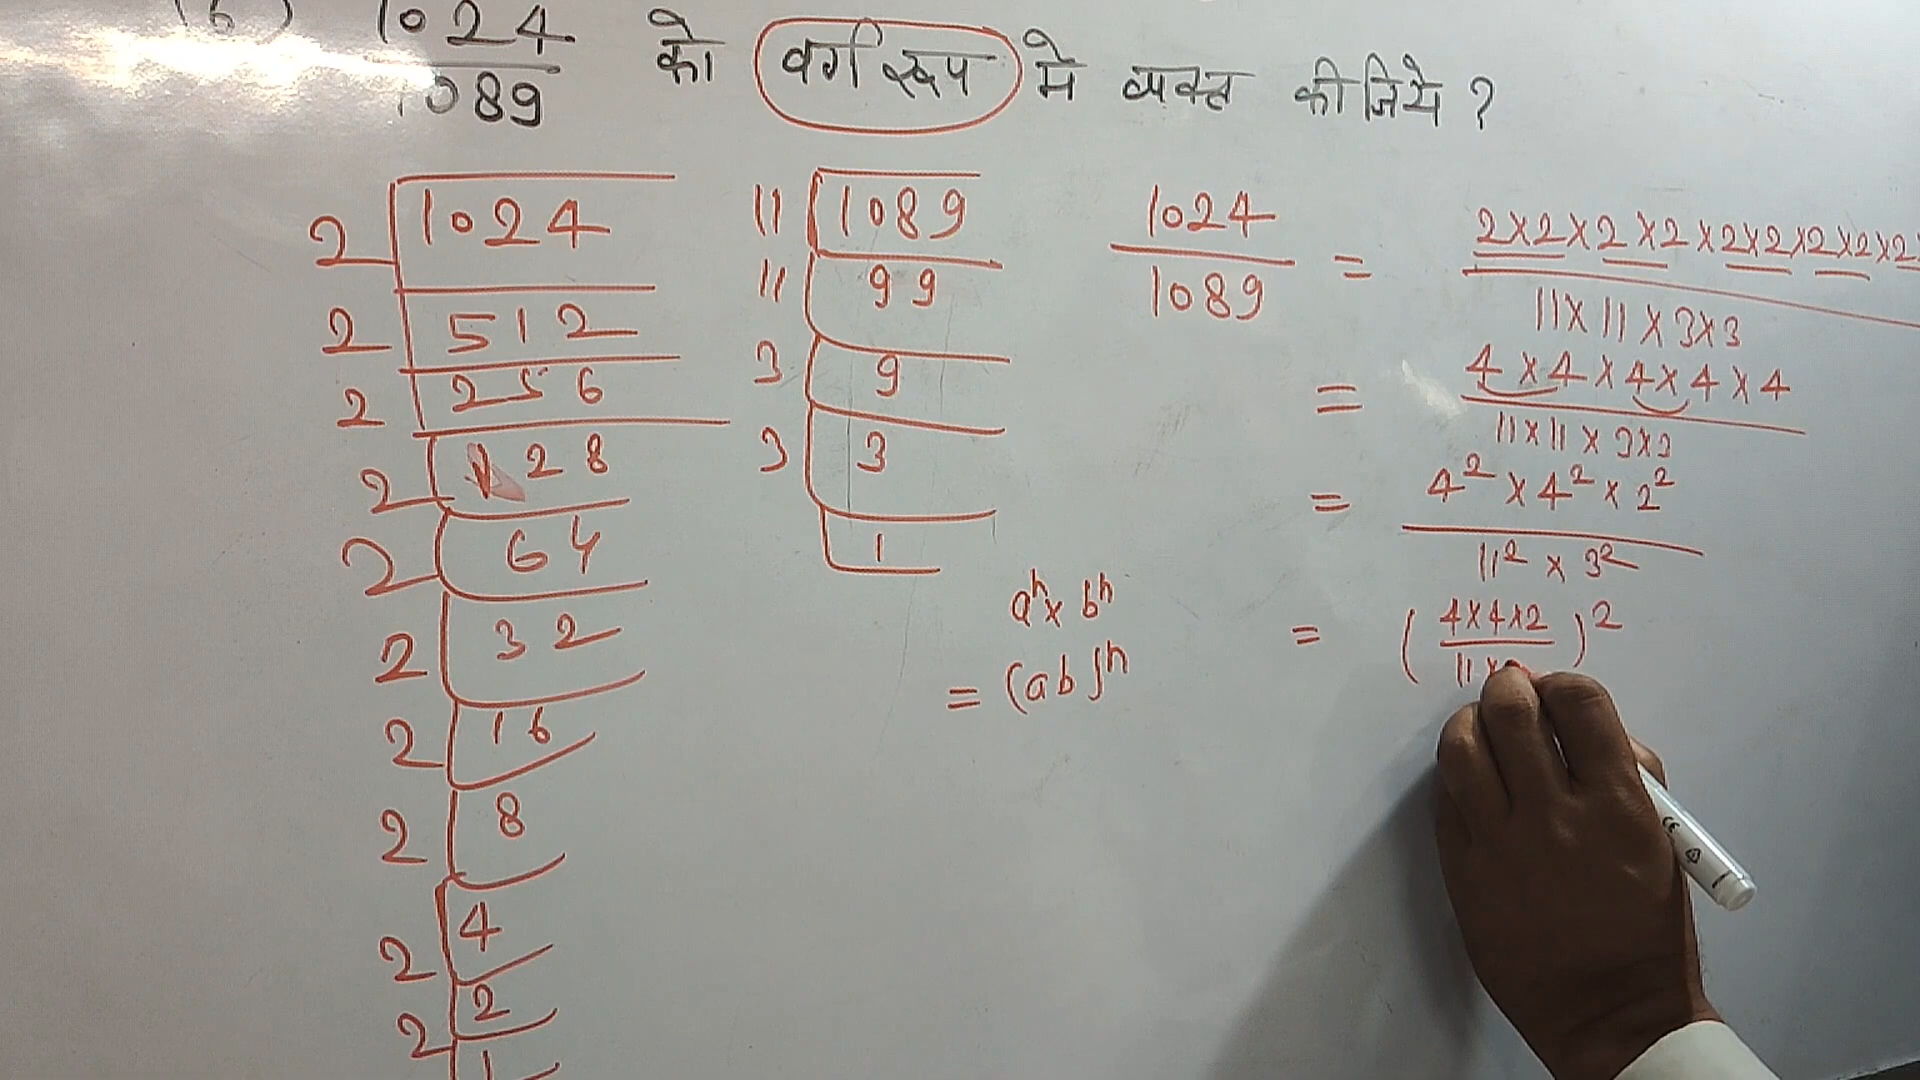 (6) 1024/1089 को वर्ग रूप मे व्यक्त कीजिये ?
2 | 1024
2 | 512
2 | 256
2 | 128
2 | 64
2 | 32
2 | 16
2 | 8
2 | 4
2 | 2
1
11 | 1089
11 | 99
3 | 9
3 | 3
1
aⁿ × bⁿ
= (ab)ⁿ
1024/1089 = 2×2×2×2×2×2×2×2×2
11×11×3×3
= 4×4×4×4×4
11×11×3×3
= 4²×4²×2²
11²×3²
= (4×4×2 / 11×)²
CE